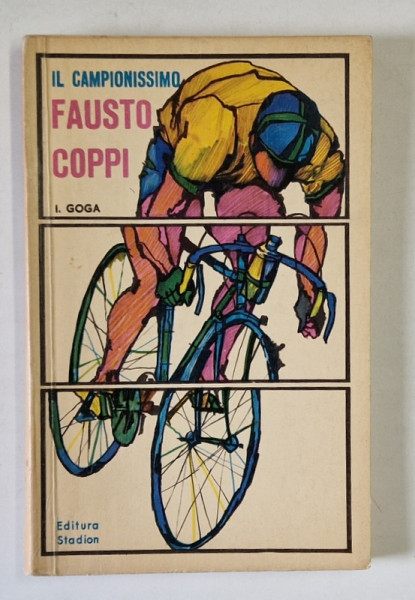 IL CAMPIONISSIMO
FAUSTO
COPPI
I. GOGA
Editura
Stadion